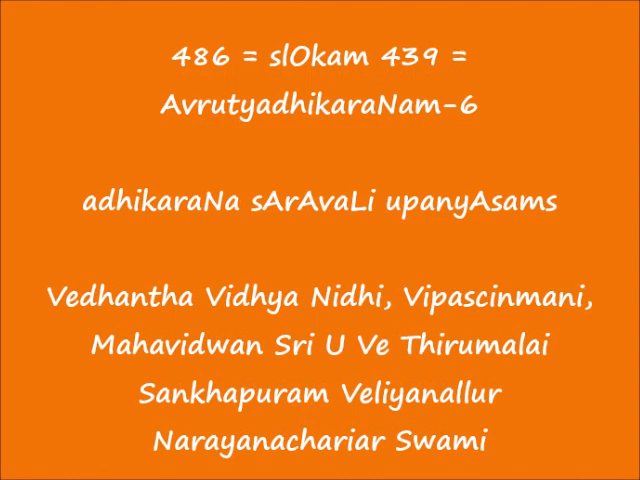 486 = slOkam 439 =
AvrutyadhikaraNam-6
adhikaraNa sArAvaLi upanyAsams
Vedhantha Vidhya Nidhi, Vipascinmani,
Mahavidwan Sri U Ve Thirumalai
Sankhapuram Veliyanallur
Narayanachariar Swami